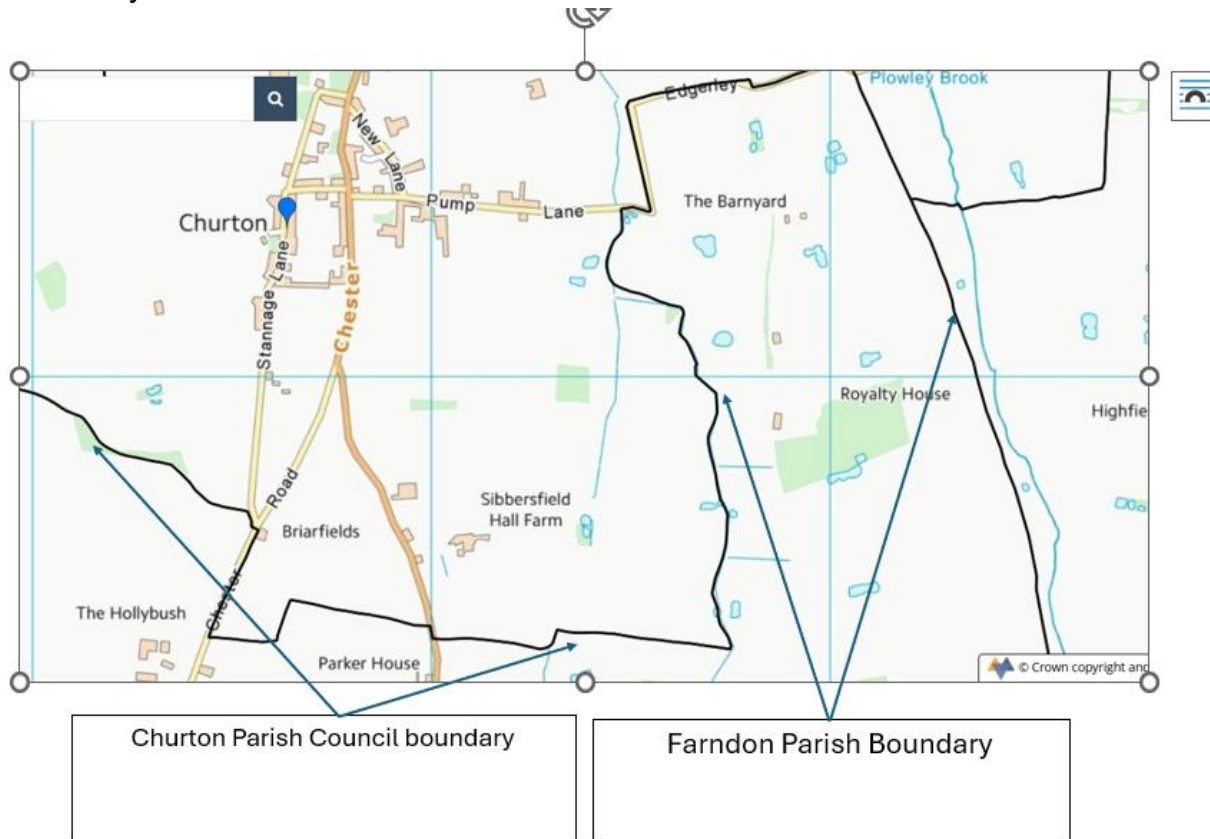 Edgerley
Plowley Brook
New Lane
The Barnyard
Pump Lane
Churton
Stannage Lane
Chester
Royalty House
Highfie
Sibbersfield
Hall Farm
Chester Road
Briarfields
The Hollybush
Parker House
© Crown copyright and
Churton Parish Council boundary
Farndon Parish Boundary